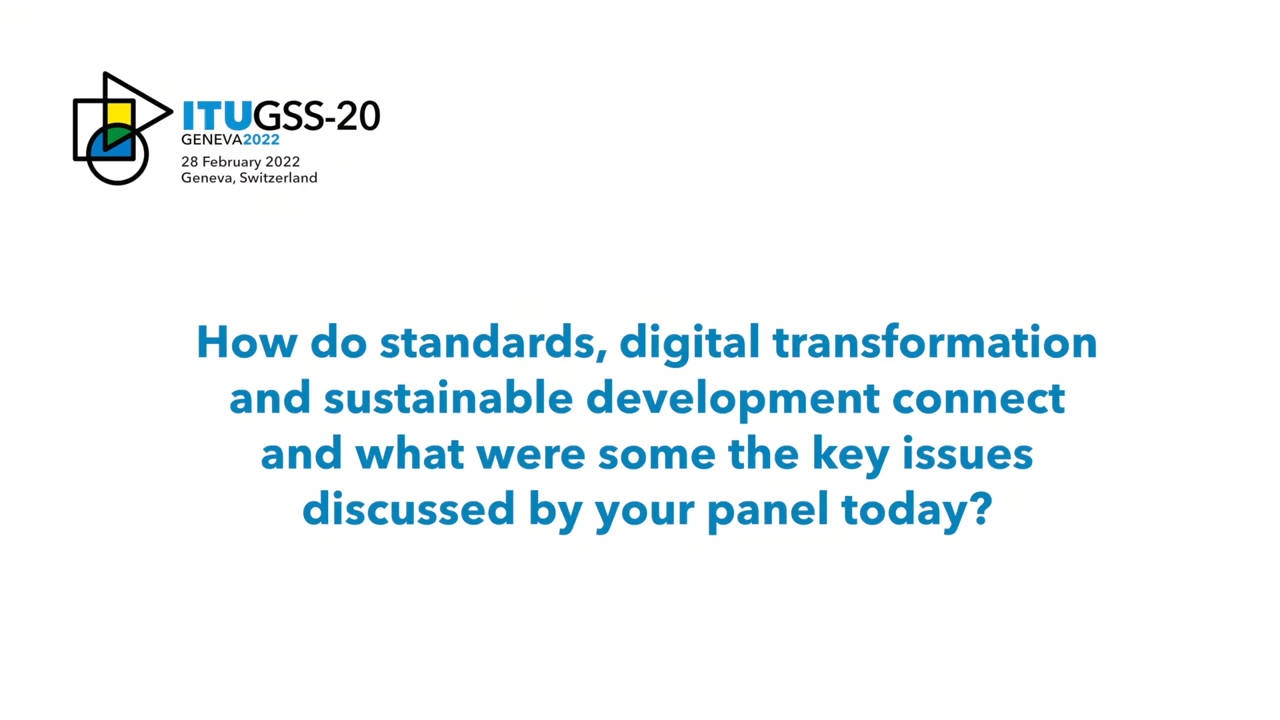 ITUGSS-20
GENEVA2022
28 February 2022
Geneva, Switzerland
How do standards, digital transformation
and sustainable development connect
and what were some the key issues
discussed by your panel today?